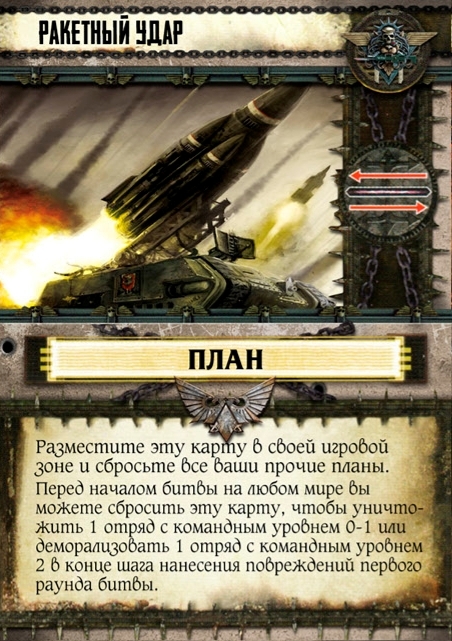 РАКЕТНЫЙ УДАР
ПЛАН
Разместите эту карту в своей игровой
зоне и сбросьте все ваши прочие планы.
Перед началом битвы на любом мире вы
можете сбросить эту карту, чтобы уничто-
жить 1 отряд с командным уровнем 0-1 или
деморализовать 1 отряд с командным уровнем
2 в конце шага нанесения повреждений первого
раунда битвы.